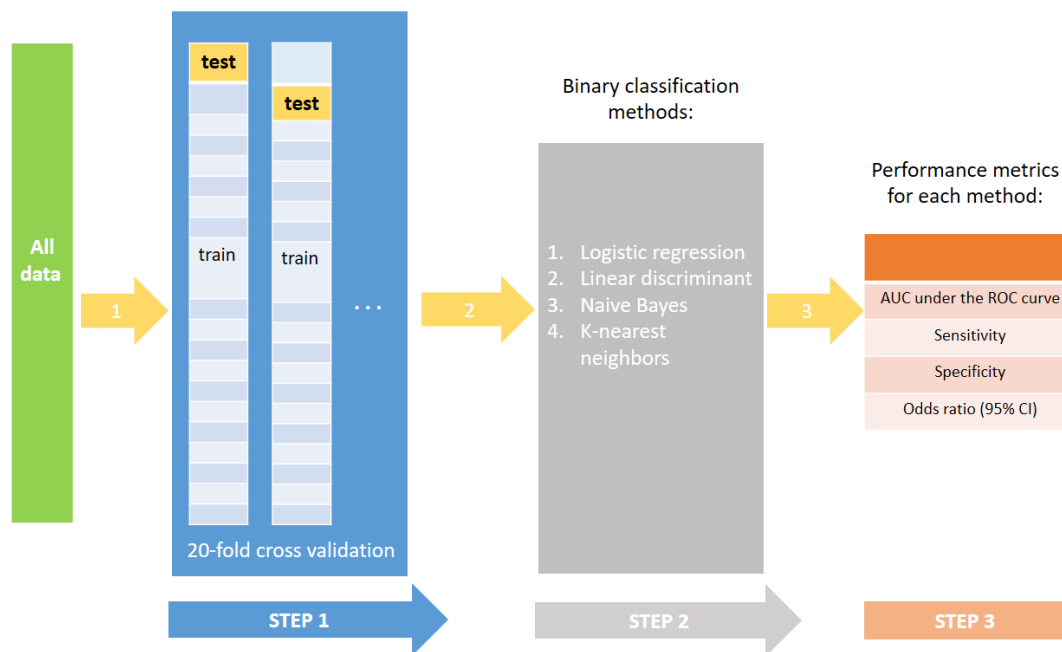 All
data
1
test
train
test
train
...
20-fold cross validation
2
Binary classification
methods:
1. Logistic regression
2. Linear discriminant
3. Naive Bayes
4. K-nearest
neighbors
3
Performance metrics
for each method:
AUC under the ROC curve
Sensitivity
Specificity
Odds ratio (95% CI)
STEP 1
STEP 2
STEP 3